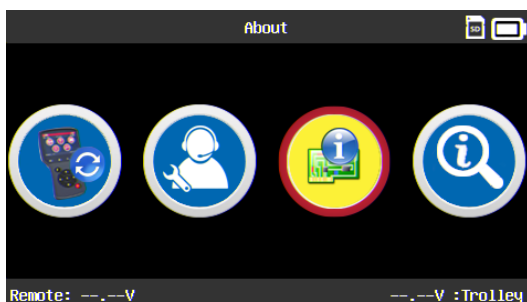 About
SD
i
i
Remote: --.--V
--.--V :Trolley